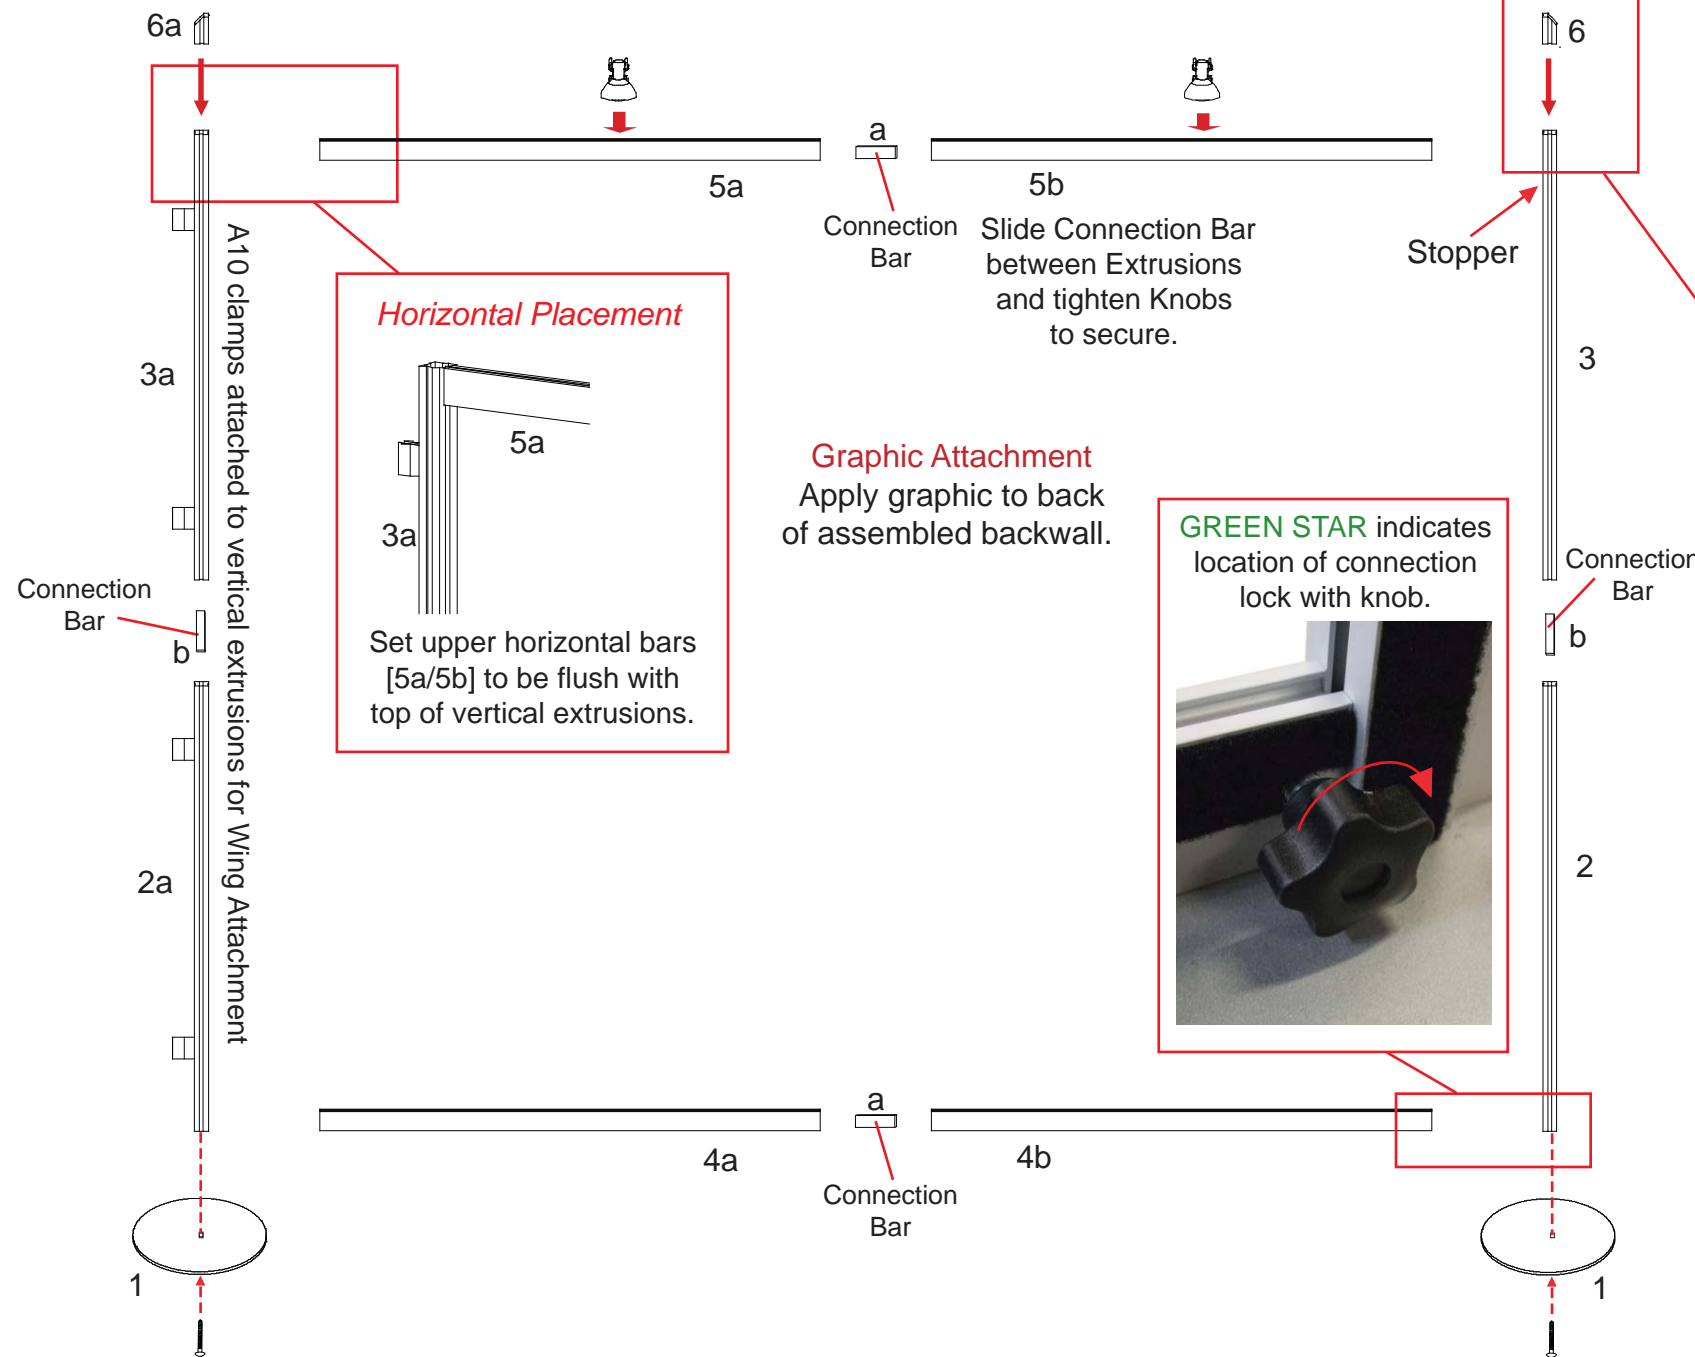 6a
6
a
5a
5b
Connection
Bar
Slide Connection Bar
between Extrusions
and tighten Knobs
to secure.
Stopper
A10 clamps attached to vertical extrusions for Wing Attachment
Horizontal Placement
3a
5a
3a
3
Set upper horizontal bars
[5a/5b] to be flush with
top of vertical extrusions.
Graphic Attachment
Apply graphic to back
of assembled backwall.
GREEN STAR indicates
location of connection
lock with knob.
Connection
Bar
b
Connection
Bar
b
2a
2
a
4a
4b
Connection
Bar
1
1